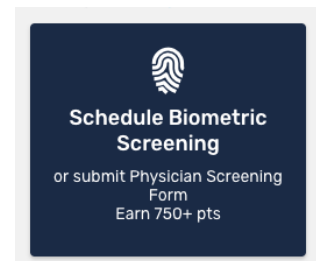 Schedule Biometric
Screening
or submit Physician Screening
Form
Earn 750+ pts